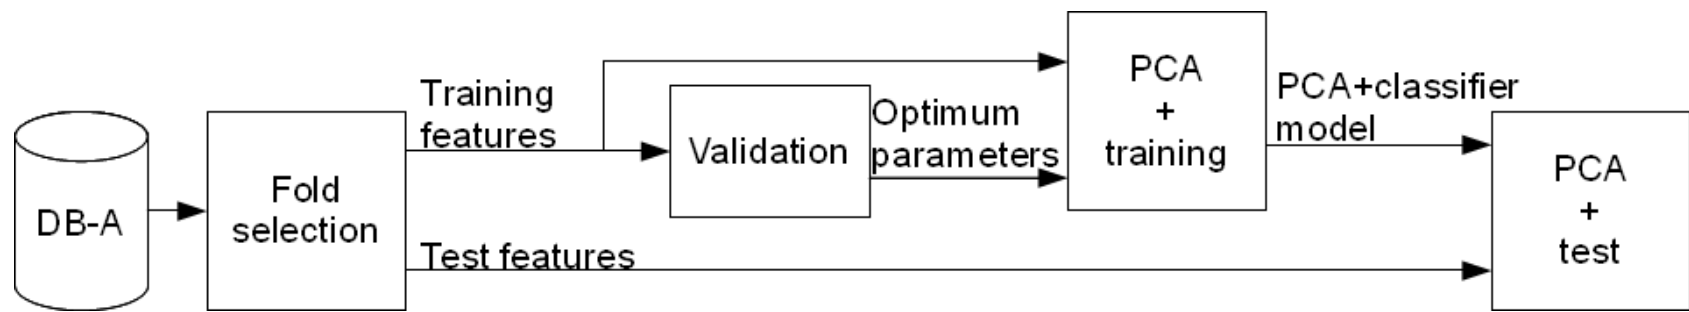 DB-A
Fold
selection
Training
features
Test features
Validation
Optimum
parameters
PCA
+
training
PCA+classifier
model
PCA
+
test